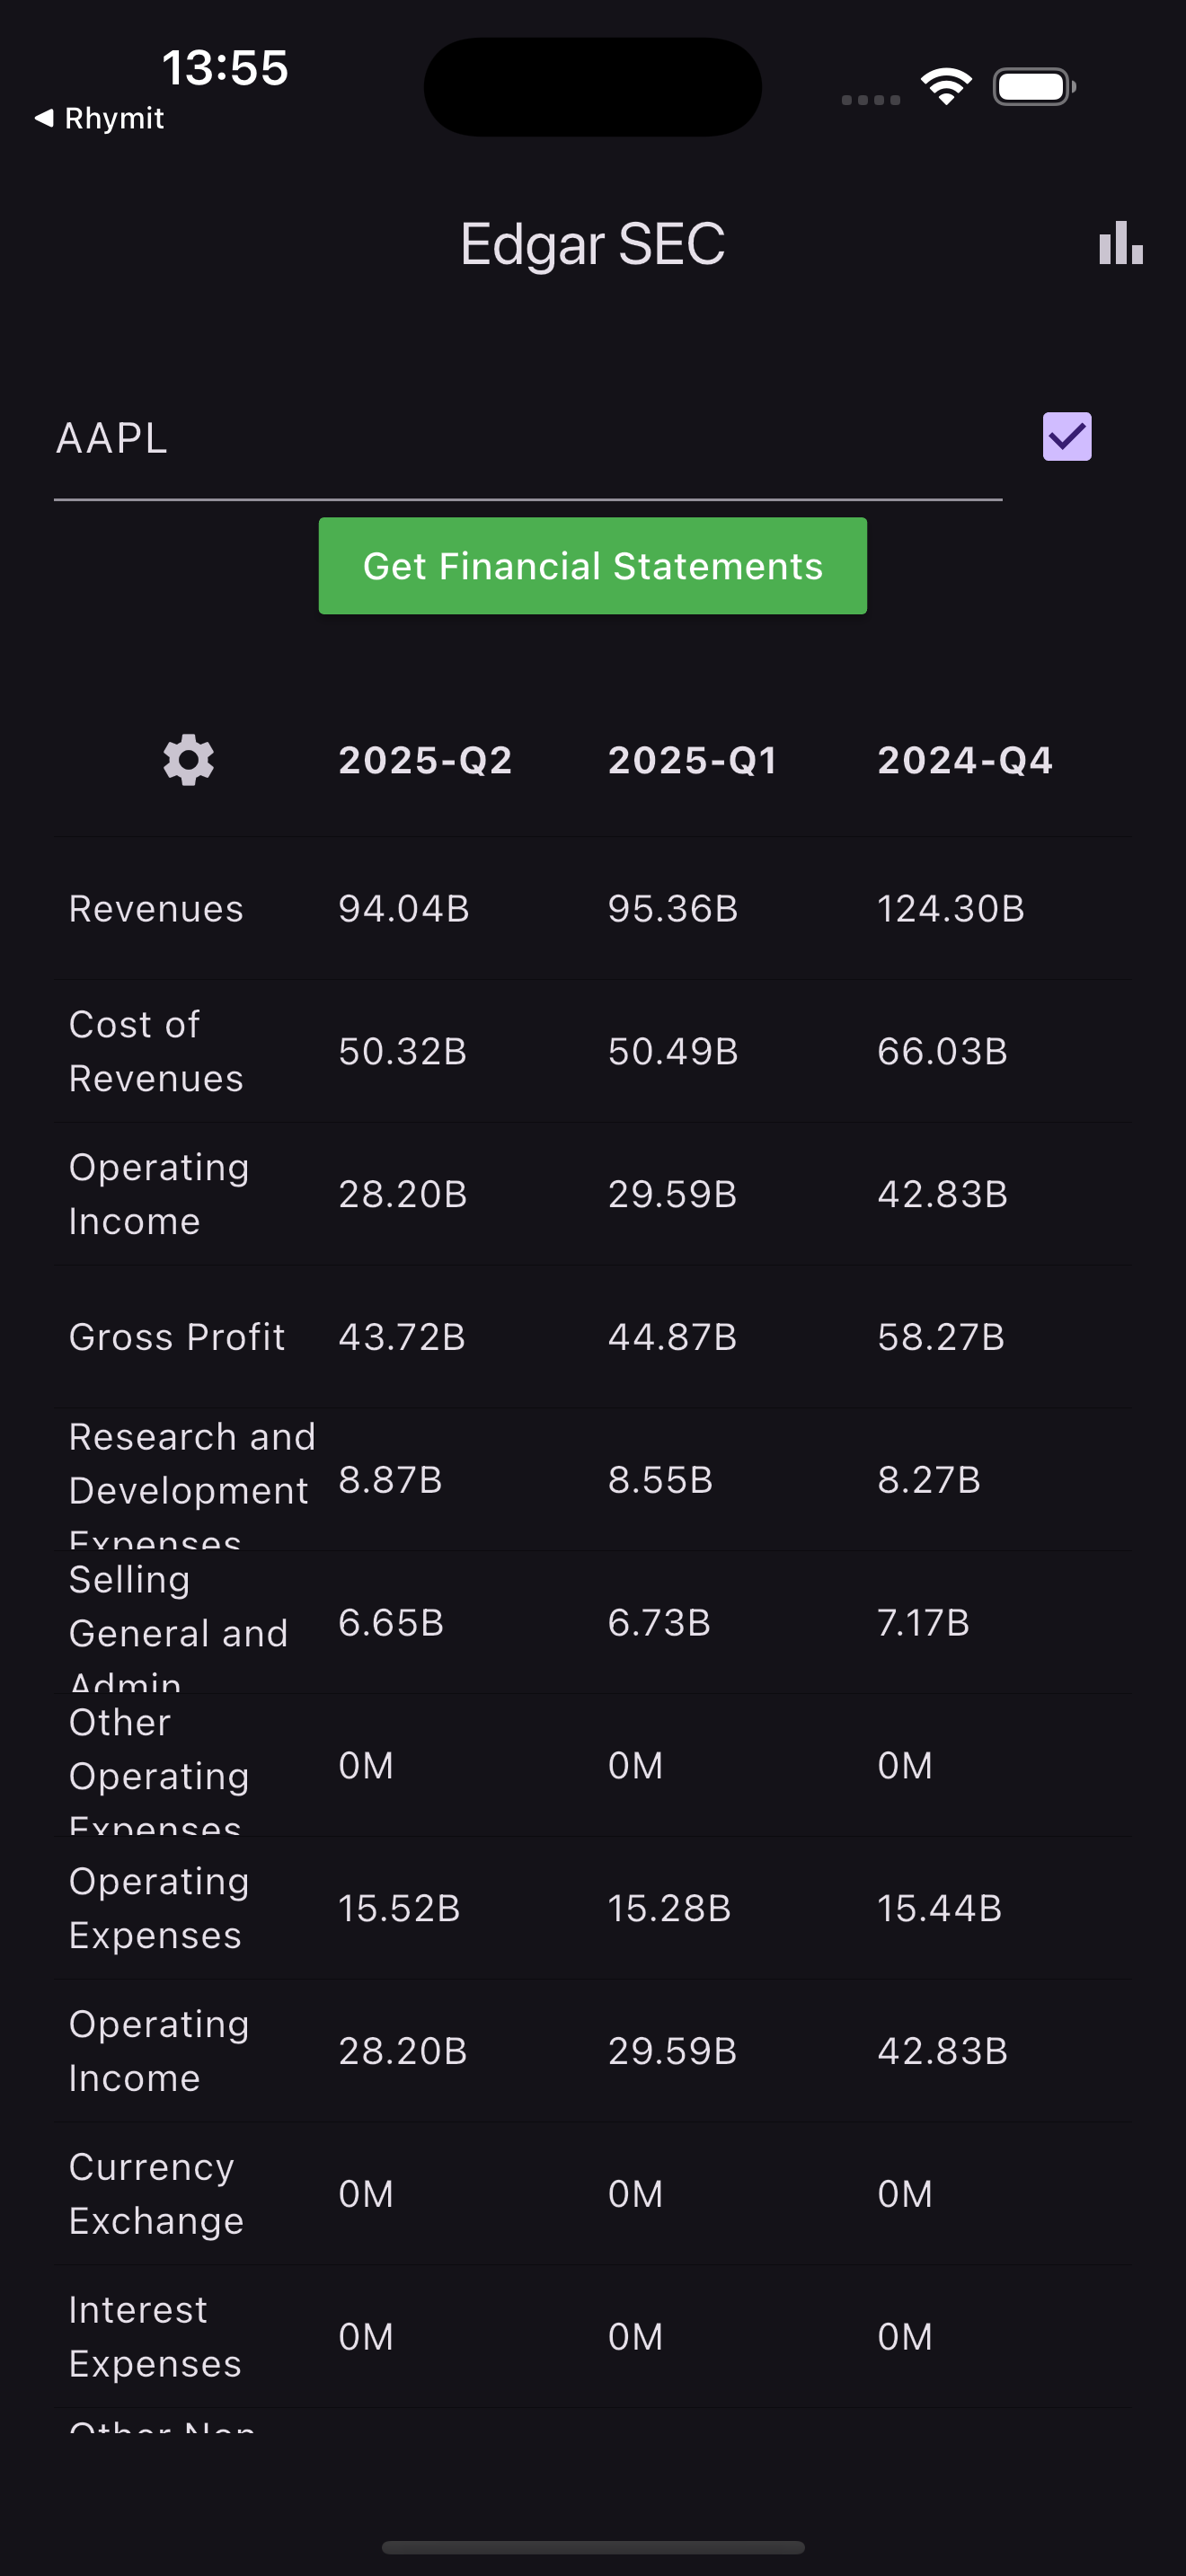 13:55
◀ Rhymit
Edgar SEC
AAPL
Get Financial Statements
2025-Q2 2025-Q1 2024-Q4
Revenues 94.04B 95.36B 124.30B
Cost of
Revenues
50.32B 50.49B 66.03B
Operating
Income
28.20B 29.59B 42.83B
Gross Profit 43.72B 44.87B 58.27B
Research and
Development
Expenses
8.87B 8.55B 8.27B
Selling
General and
Admin
6.65B 6.73B 7.17B
Other
Operating
Expenses
0M 0M 0M
Operating
Expenses
15.52B 15.28B 15.44B
Operating
Income
28.20B 29.59B 42.83B
Currency
Exchange
0M 0M 0M
Interest
Expenses
0M 0M 0M
Other Non